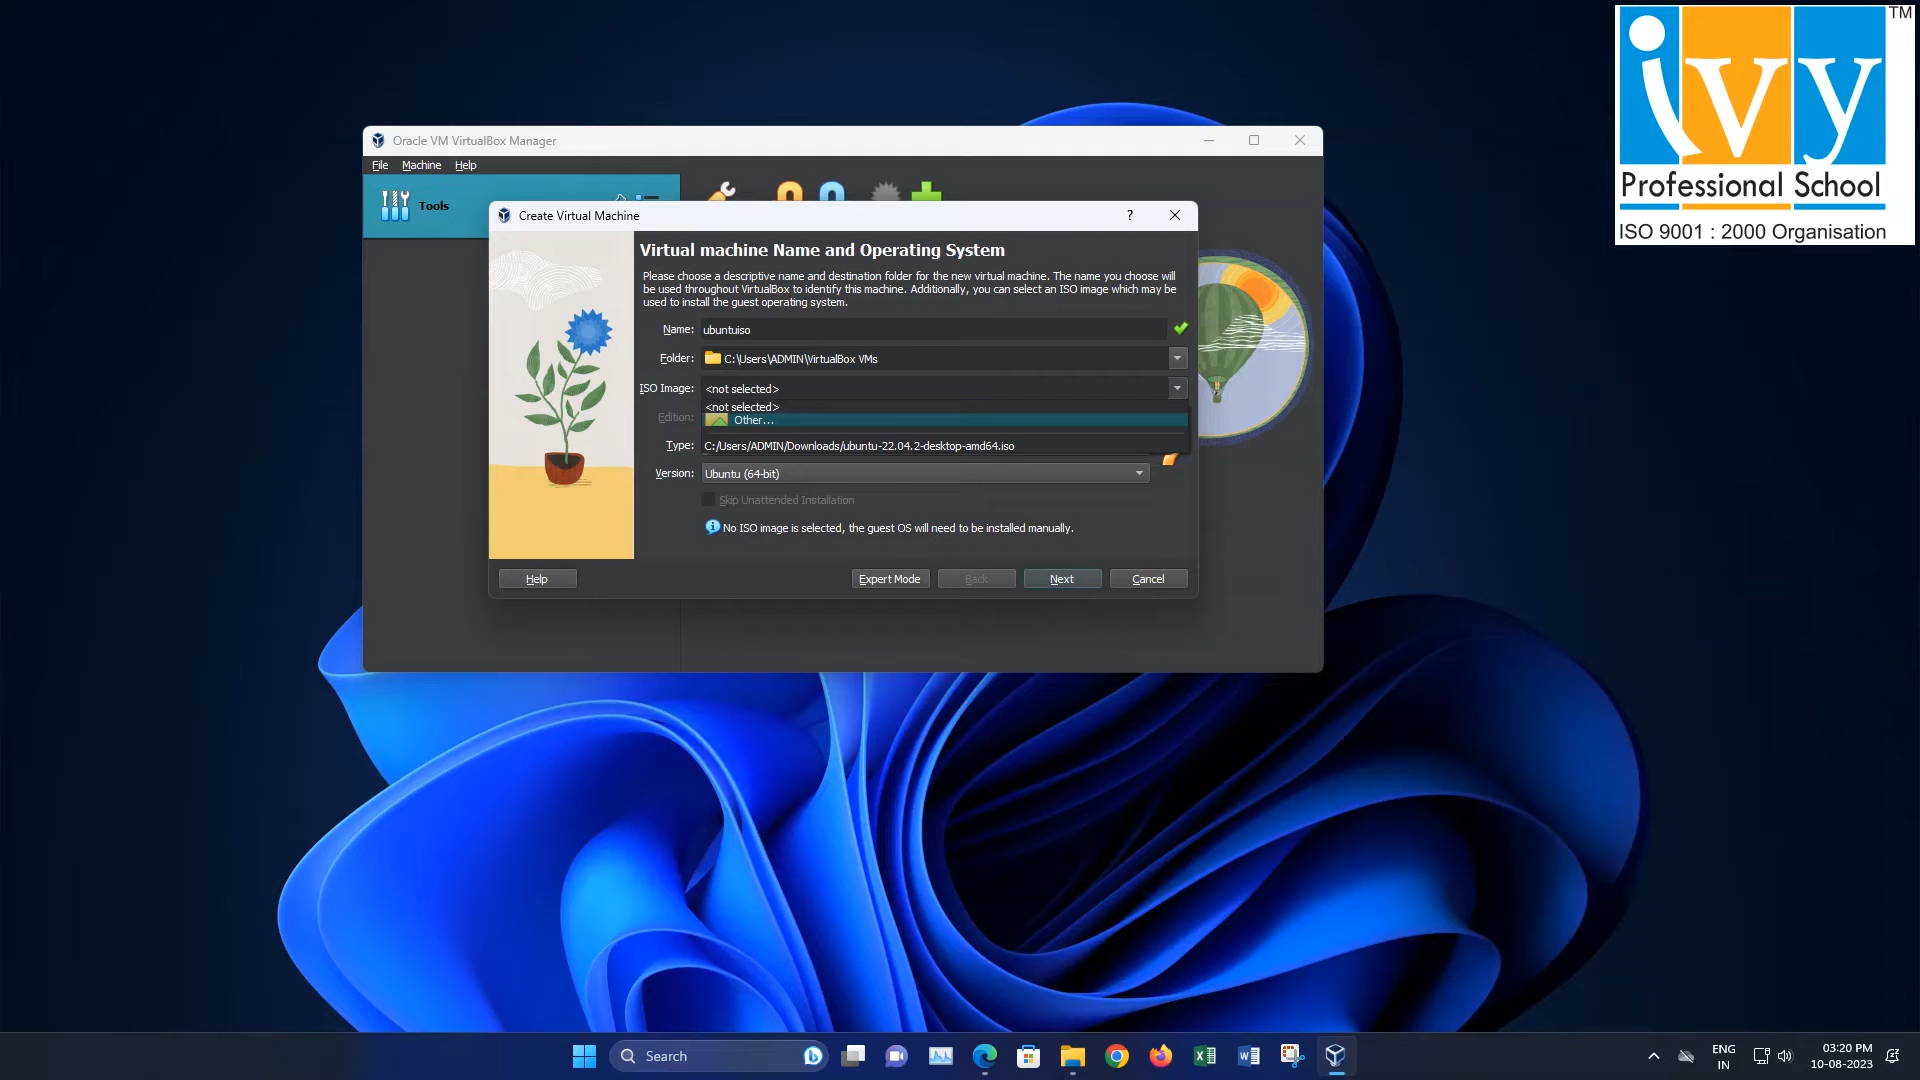 TM
ivy
Professional School
ISO 9001 : 2000 Organisation
Oracle VM VirtualBox Manager
File Machine Help
Tools
Create Virtual Machine
?
Virtual machine Name and Operating System
Please choose a descriptive name and destination folder for the new virtual machine. The name you choose will
be used throughout VirtualBox to identify this machine. Additionally, you can select an ISO image which may be
used to install the guest operating system.
Name: ubuntuiso
Folder: C:\Users\ADMIN\VirtualBox VMs
ISO Image: <not selected>
<not selected>
Edition: Other...
Type: C:/Users/ADMIN/Downloads/ubuntu-22.04.2-desktop-amd64.iso
Version: Ubuntu (64-bit)
Skip Unattended Installation
No ISO image is selected, the guest OS will need to be installed manually.
Help Expert Mode Back Next Cancel
Search
ENG
IN
03:20 PM
10-08-2023